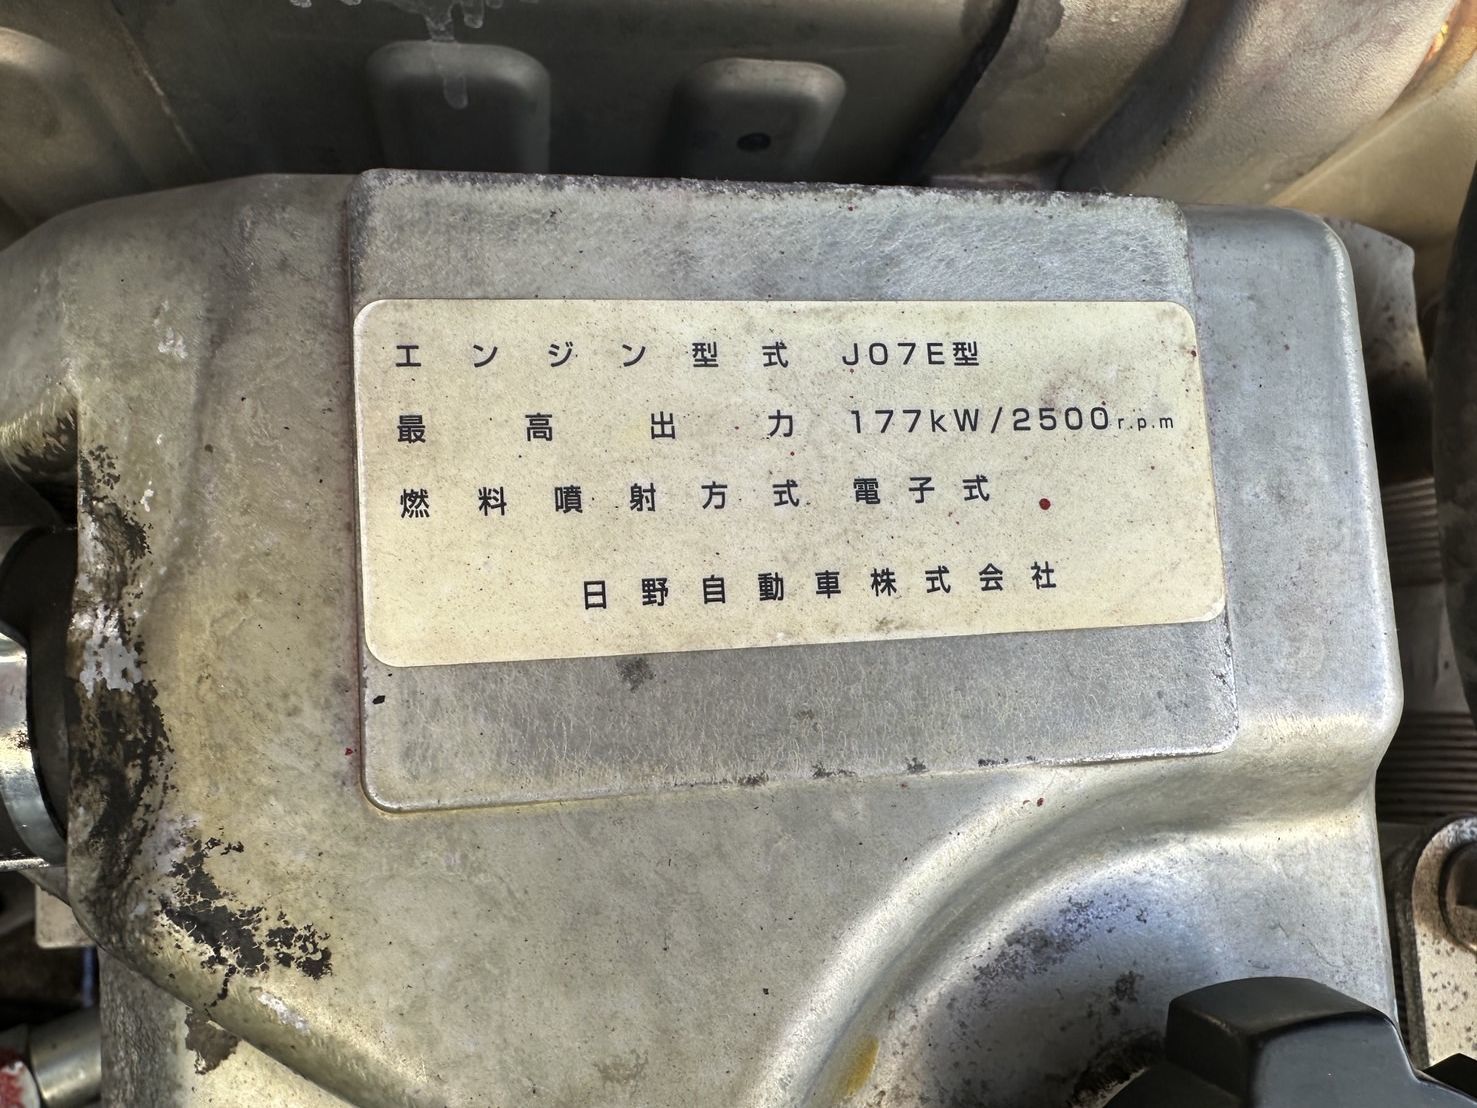 エンジン型式 J07E型
最高出力 177kW/2500r.p.m
燃料噴射方式 電子式
日野自動車株式会社